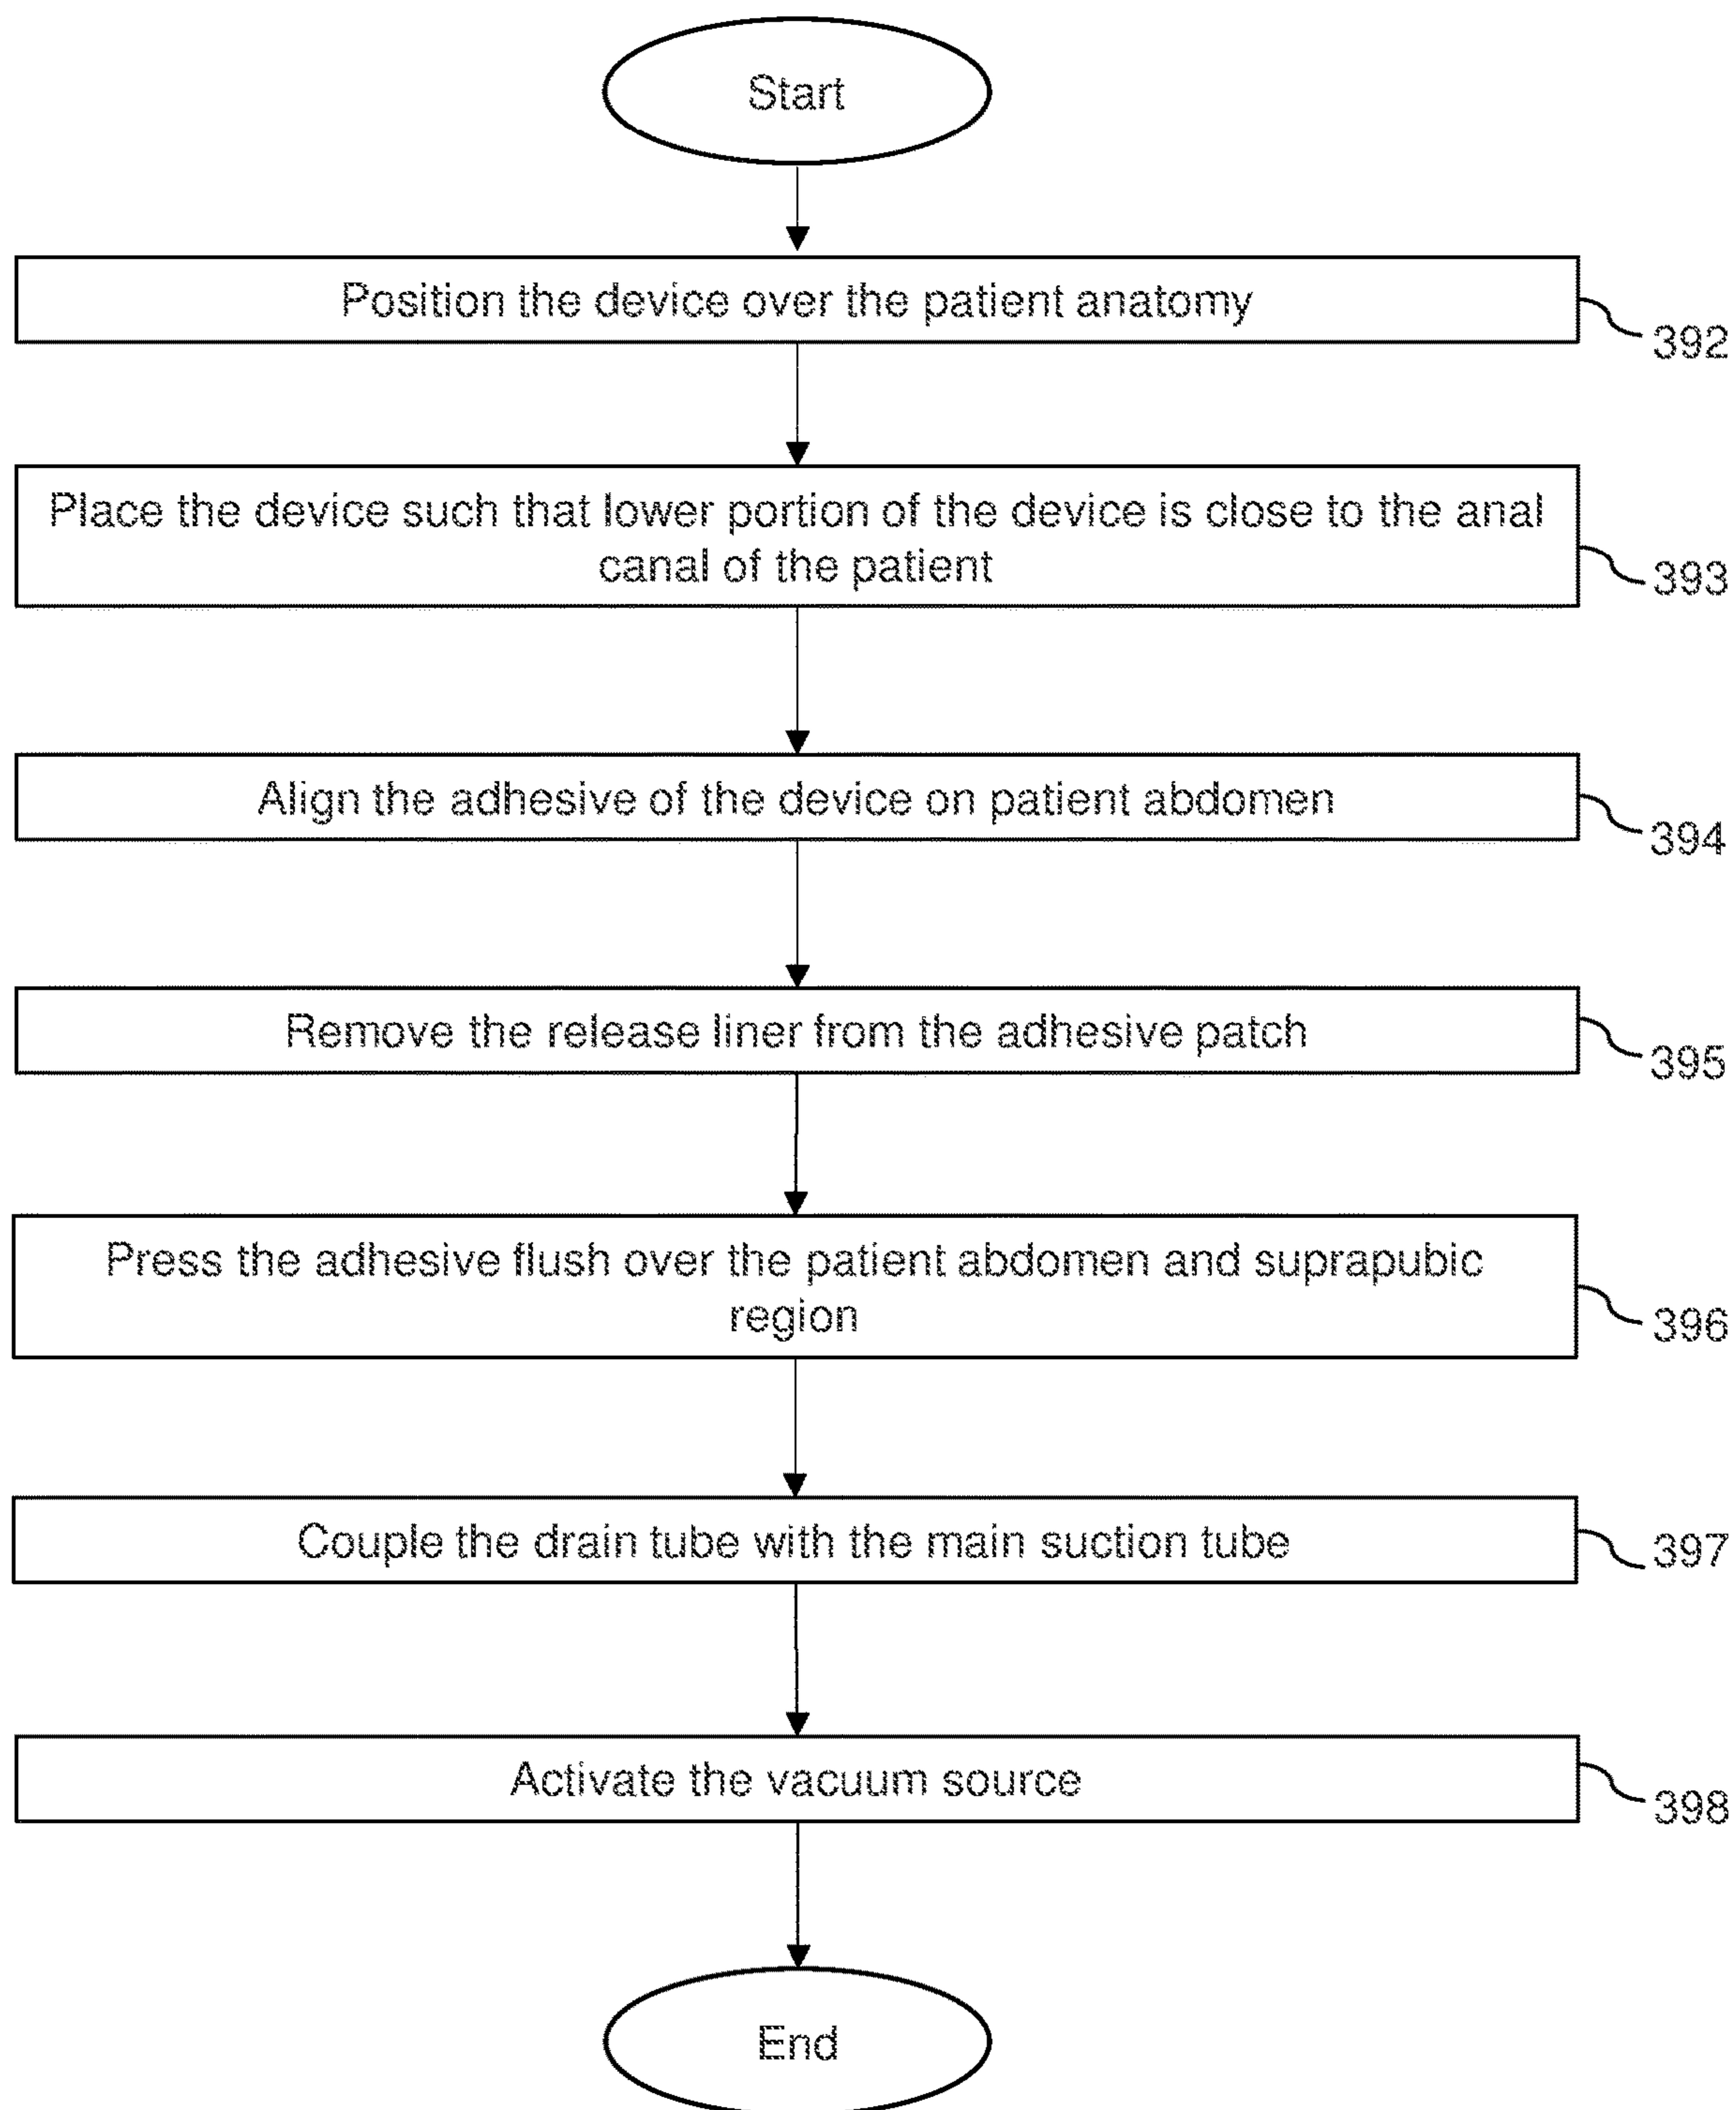 Start
Position the device over the patient anatomy
392
Place the device such that lower portion of the device is close to the anal
canal of the patient
393
Align the adhesive of the device on patient abdomen
394
Remove the release liner from the adhesive patch
395
Press the adhesive flush over the patient abdomen and suprapubic
region
396
Couple the drain tube with the main suction tube
397
Activate the vacuum source
398
End